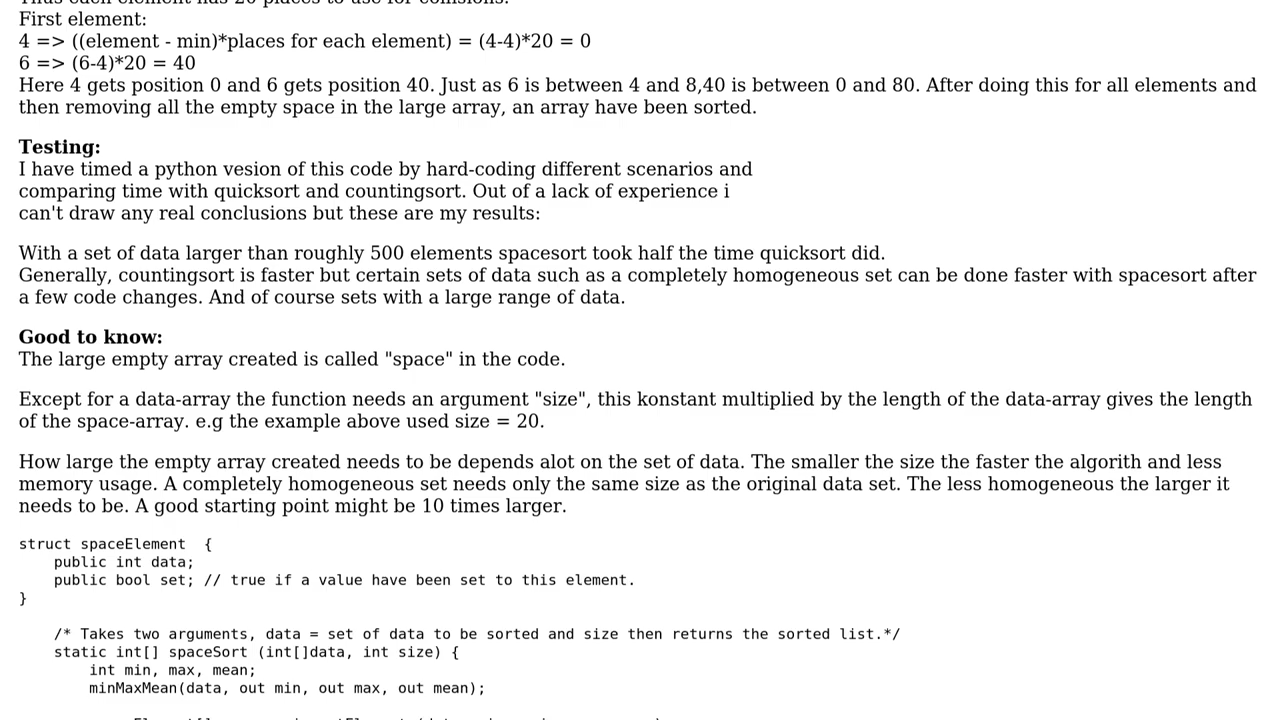 Thus each element has 20 places to use for collisions.
First element:
4 => ((element - min)*places for each element) = (4-4)*20 = 0
6 => (6-4)*20 = 40
Here 4 gets position 0 and 6 gets position 40. Just as 6 is between 4 and 8,40 is between 0 and 80. After doing this for all elements and
then removing all the empty space in the large array, an array have been sorted.
Testing:
I have timed a python vesion of this code by hard-coding different scenarios and
comparing time with quicksort and countingsort. Out of a lack of experience i
can't draw any real conclusions but these are my results:
With a set of data larger than roughly 500 elements spacesort took half the time quicksort did.
Generally, countingsort is faster but certain sets of data such as a completely homogeneous set can be done faster with spacesort after
a few code changes. And of course sets with a large range of data.
Good to know:
The large empty array created is called "space" in the code.
Except for a data-array the function needs an argument "size", this konstant multiplied by the length of the data-array gives the length
of the space-array. e.g the example above used size = 20.
How large the empty array created needs to be depends alot on the set of data. The smaller the size the faster the algorith and less
memory usage. A completely homogeneous set needs only the same size as the original data set. The less homogeneous the larger it
needs to be. A good starting point might be 10 times larger.
struct spaceElement  {
    public int data;
    public bool set; // true if a value have been set to this element.
}
    /* Takes two arguments, data = set of data to be sorted and size then returns the sorted list.*/
    static int[] spaceSort (int[]data, int size) {
        int min, max, mean;
        minMaxMean(data, out min, out max, out mean);